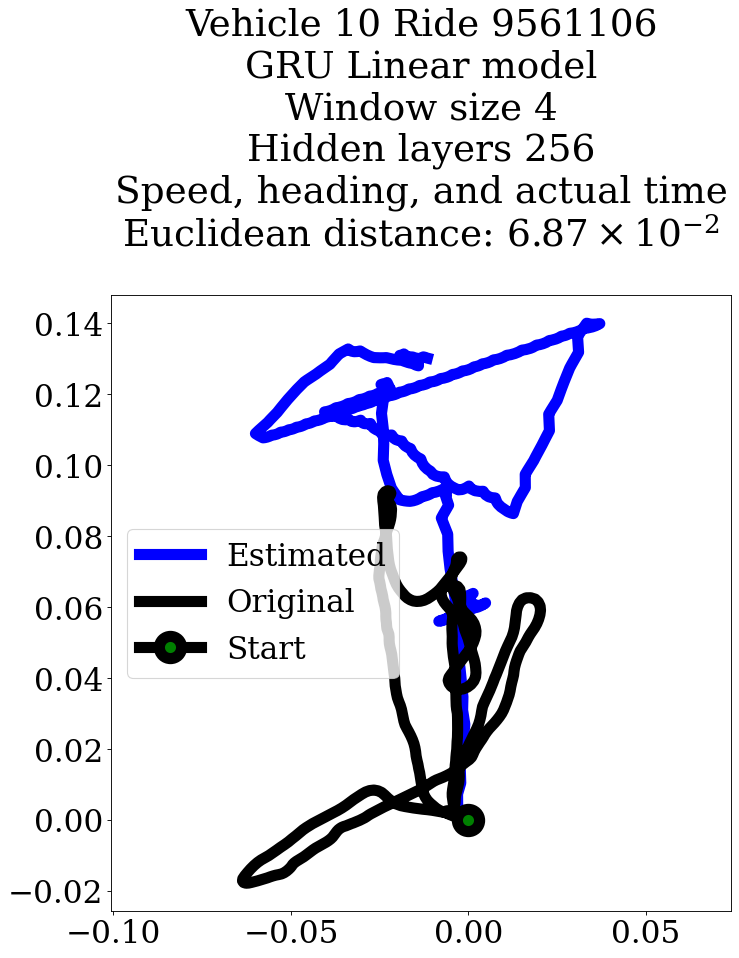 Vehicle 10 Ride 9561106
GRU Linear model
Window size 4
Hidden layers 256
Speed, heading, and actual time
Euclidean distance: 6.87 × 10⁻²
0.14
0.12
0.10
0.08
0.06
0.04
0.02
0.00
−0.02
Estimated
Original
Start
−0.10
−0.05
0.00
0.05